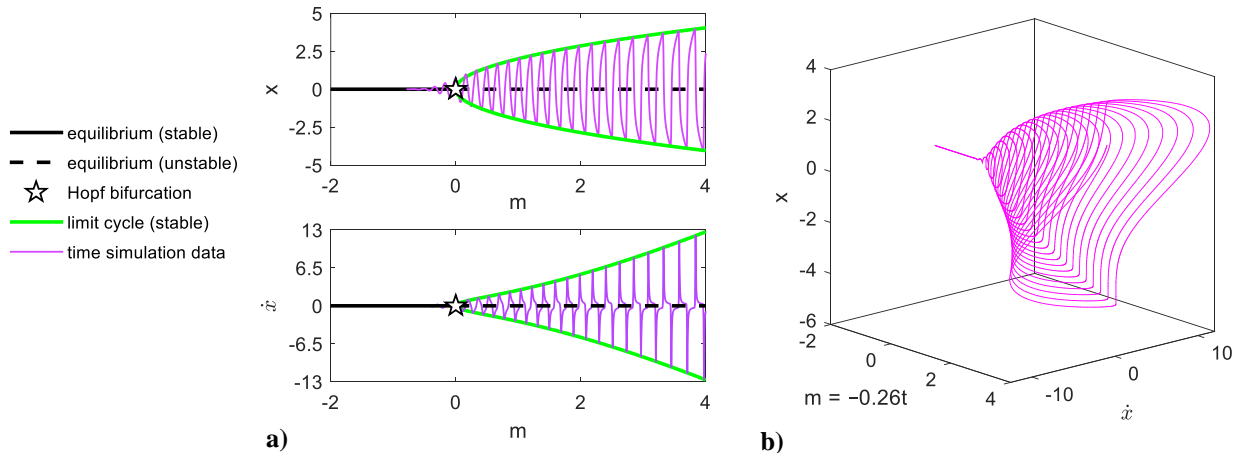 equilibrium (stable)
equilibrium (unstable)
Hopf bifurcation
limit cycle (stable)
time simulation data
5
2.5
0
-2.5
-5
x
-2
0
2
4
m
13
6.5
0
-6.5
-13
ẋ
-2
0
2
4
m
a)
4
2
0
-2
-4
-6
x
-2
0
2
4
m = −0.26t
-10
0
10
ẋ
b)